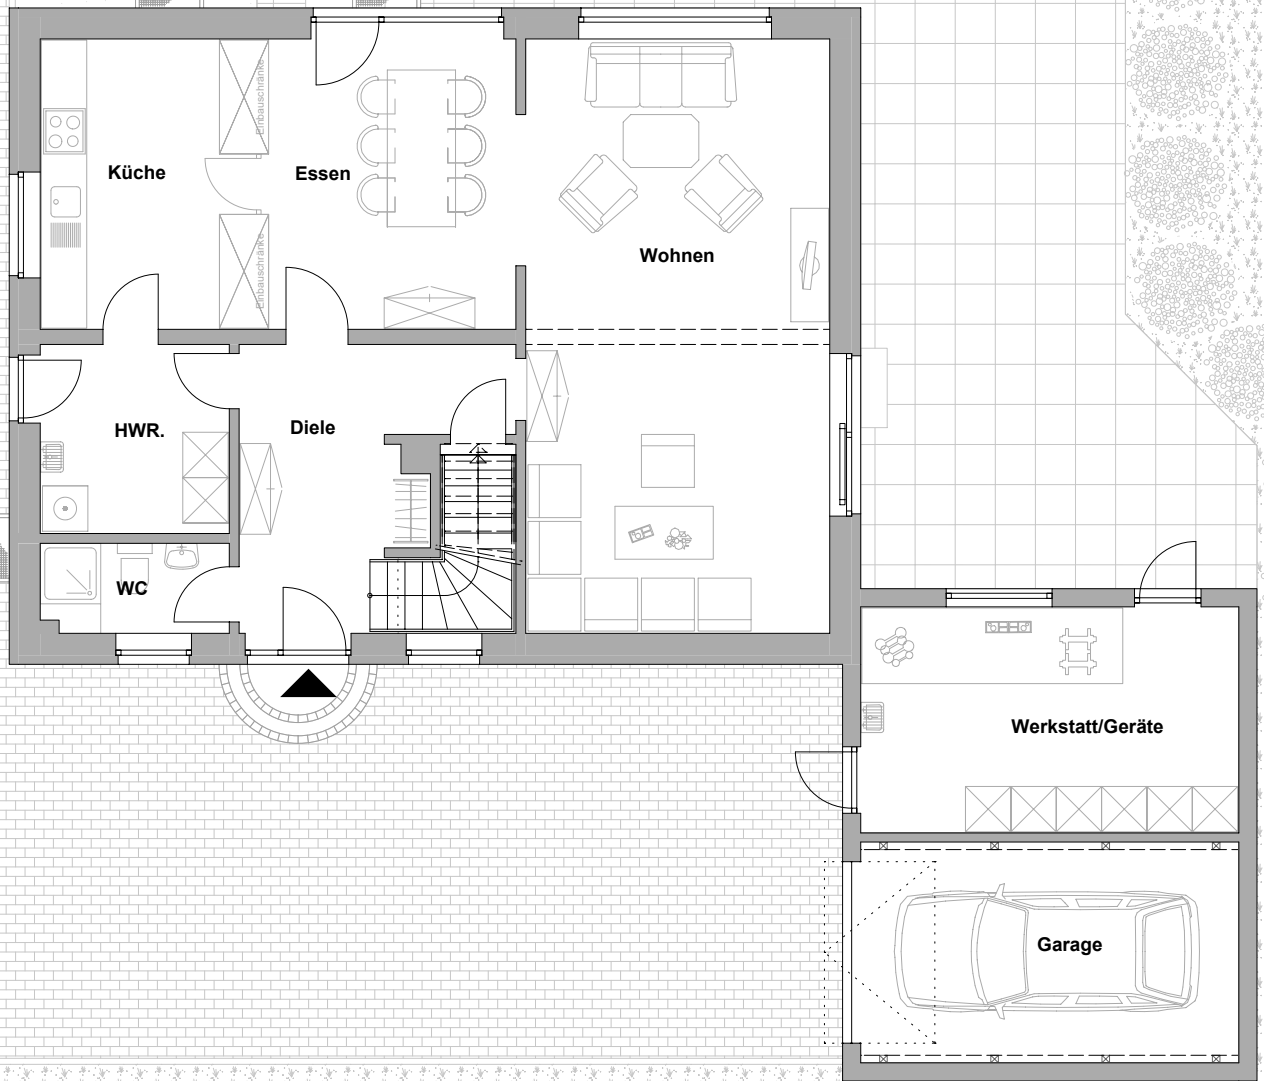 Einbauschränke
Küche
Essen
Wohnen
Einbauschränke
HWR.
Diele
WC
Werkstatt/Geräte
Garage